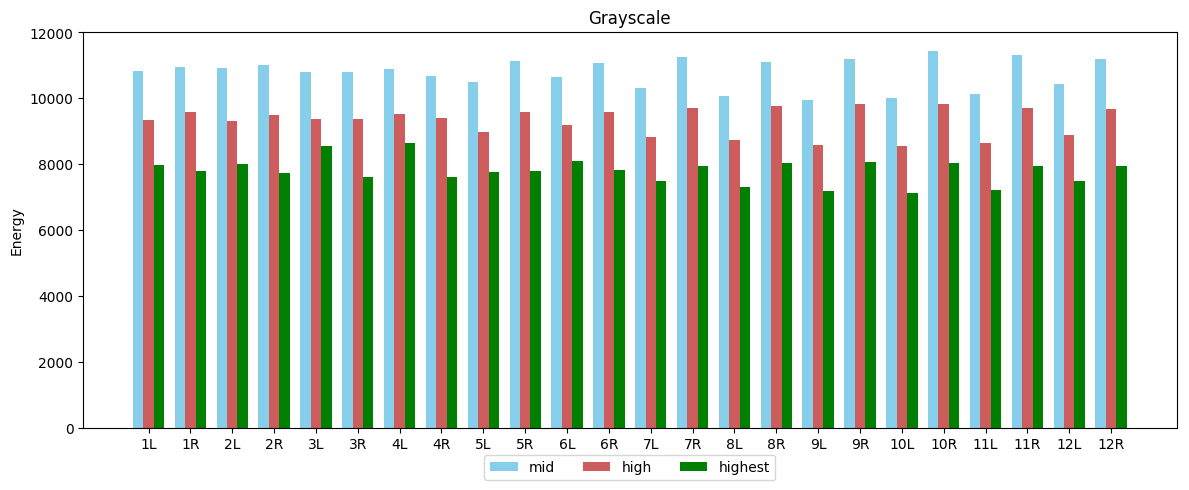 Grayscale
12000
10000
8000
6000
4000
2000
0
Energy
1L 1R 2L 2R 3L 3R 4L 4R 5L 5R 6L 6R 7L 7R 8L 8R 9L 9R 10L 10R 11L 11R 12L 12R
mid high highest